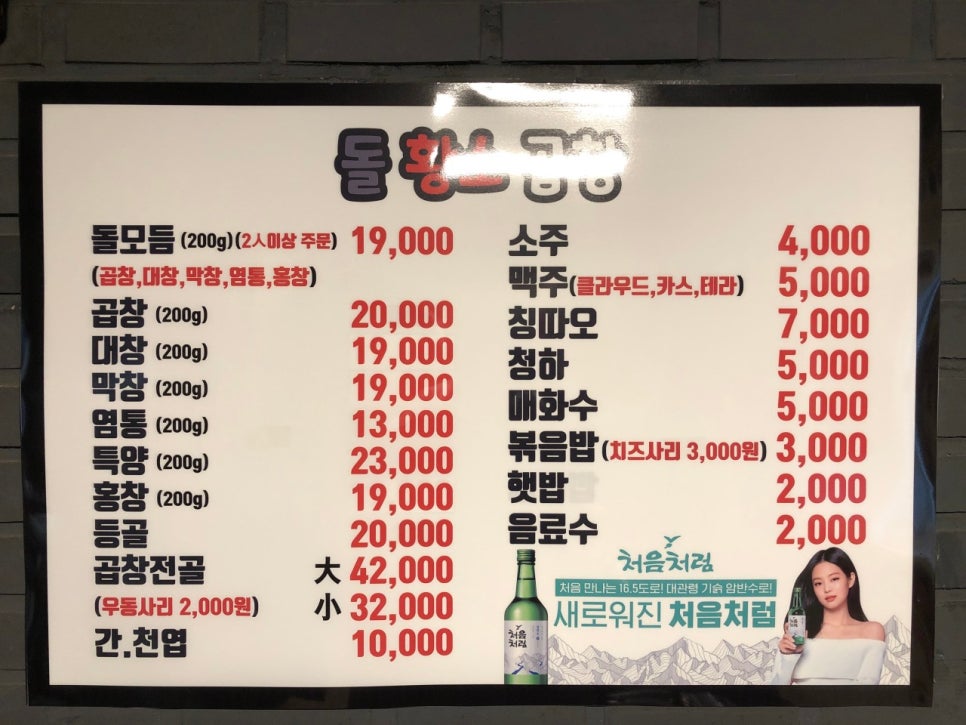 돌 황소 곱창
돌모듬 (200g)(2人이상 주문) 19,000
(곱창,대창,막창,염통,홍창)
곱창 (200g) 20,000
대창 (200g) 19,000
막창 (200g) 19,000
염통 (200g) 13,000
특양 (200g) 23,000
홍창 (200g) 19,000
등골 20,000
곱창전골 大 42,000
(우동사리 2,000원) 小 32,000
간.천엽 10,000
소주 4,000
맥주(클라우드,카스,테라) 5,000
칭따오 7,000
청하 5,000
매화수 5,000
볶음밥(치즈사리 3,000원) 3,000
햇밥 2,000
음료수 2,000
처음처럼
처음 만나는 16.5도로! 대관령 기슭 암반수로!
새로워진 처음처럼
처음처럼